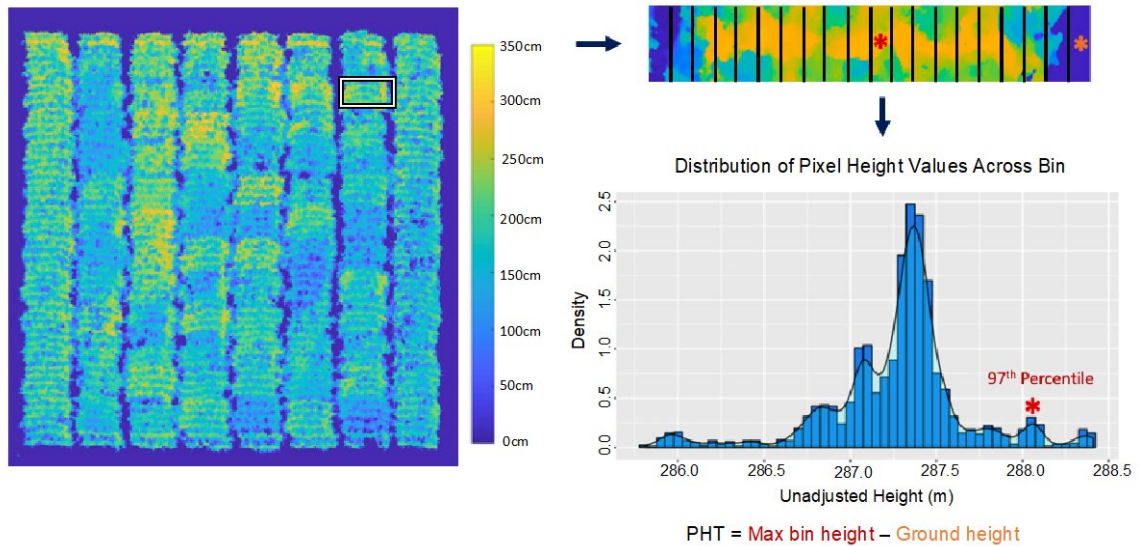 350cm
300cm
250cm
200cm
150cm
100cm
50cm
0cm
*
*
Distribution of Pixel Height Values Across Bin
2.5
2.0
1.5
1.0
0.5
0.0
Density
97th Percentile
*
286.0 286.5 287.0 287.5 288.0 288.5
Unadjusted Height (m)
PHT = Max bin height – Ground height